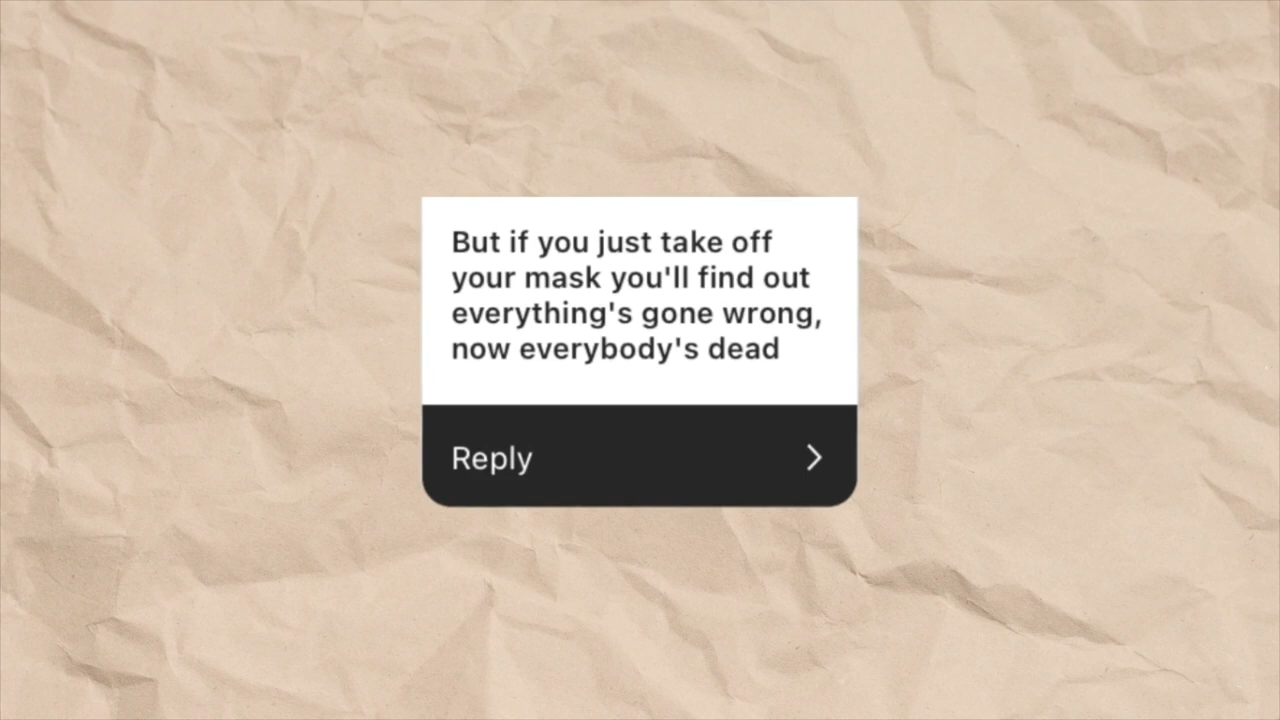 But if you just take off
your mask you'll find out
everything's gone wrong,
now everybody's dead
Reply